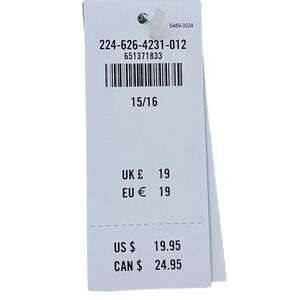 S469-0024
224-626-4231-012
651371833
15/16
UK £ 19
EU € 19
US $ 19.95
CAN $ 24.95